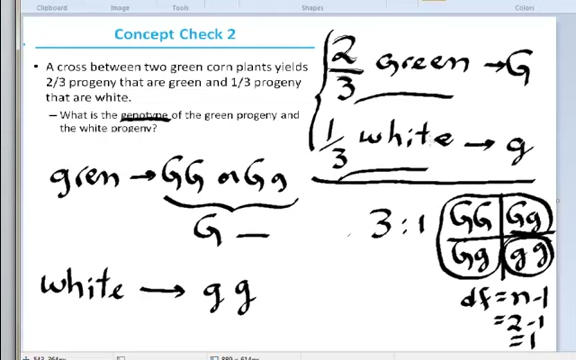 Clipboard
Image
Tools
Shapes
Colors
Concept Check 2
• A cross between two green corn plants yields
2/3 progeny that are green and 1/3 progeny
that are white.
– What is the genotype of the green progeny and
the white progeny?
2/3 green → G
1/3 white → g
gren → GG or Gg
G —
white → gg
3:1
GG Gg
Gg gg
df = n-1
= 2-1
= 1